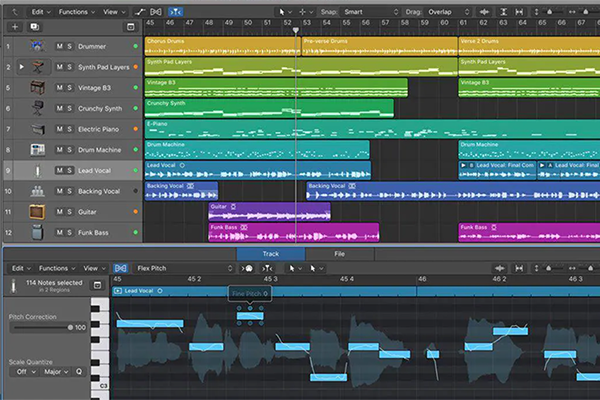 Edit Functions View Snap: Smart Drag: Overlap
45 46 47 48 49 50 51 52 53 54 55 56 57 58 59 60 61 62 63 64
1 Drummer M S Chorus Drums Pre-verse Drums Verse 2 Drums
2 Synth Pad Layers M S Synth Pad Layers Synth Pad Layers
5 Vintage B3 M S Vintage B3 Vintage B3
6 Crunchy Synth M S Crunchy Synth
7 Electric Piano M S E-Piano
8 Drum Machine M S Drum Machine Drum Machine
9 Lead Vocal M S Lead Vocal Lead Vocal: Final Com Lead Vocal: Final
10 Backing Vocal M S Backing Vocal Backing Vocal
11 Guitar M S Guitar
12 Funk Bass M S Funk Bass Funk Bass
Track File
Edit Functions View Flex Pitch
45 45 2 45 3 45 4 46 46 2 46 3
114 Notes selected
in 2 Regions
Lead Vocal
Fine Pitch 0
Pitch Correction
100
Scale Quantize
Off Major Q
C3